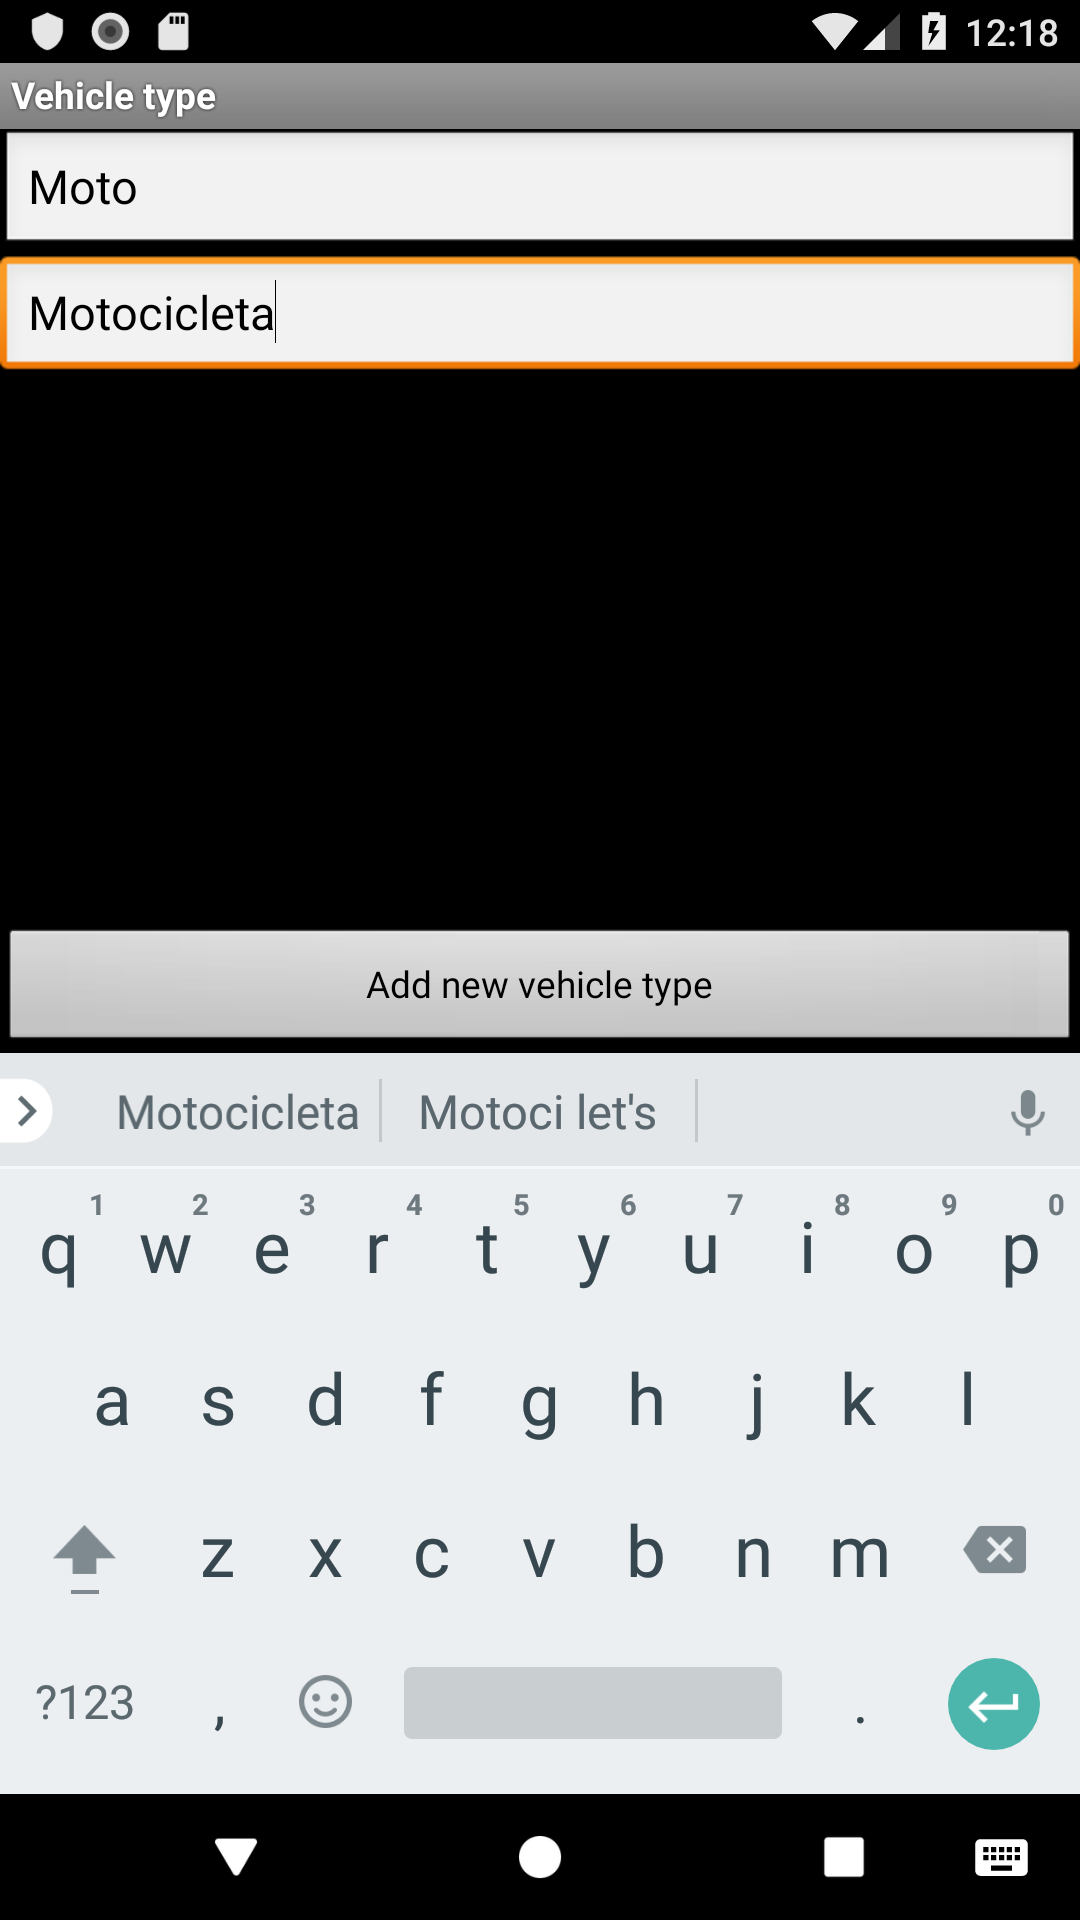 12:18
Vehicle type
Moto
Motocicleta
Add new vehicle type
Motocicleta Motoci let's
1 2 3 4 5 6 7 8 9 0
q w e r t y u i o p
a s d f g h j k l
z x c v b n m
?123 , .